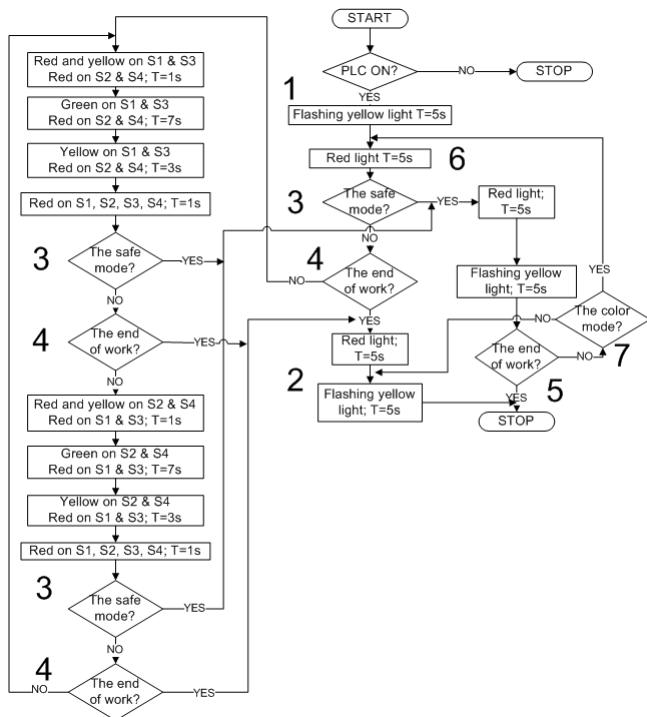 Red and yellow on S1 & S3
Red on S2 & S4; T=1s
Green on S1 & S3
Red on S2 & S4; T=7s
Yellow on S1 & S3
Red on S2 & S4; T=3s
Red on S1, S2, S3, S4; T=1s
3
The safe
mode?
YES
NO
4
The end
of work?
YES
NO
Red and yellow on S2 & S4
Red on S1 & S3; T=1s
Green on S2 & S4
Red on S1 & S3; T=7s
Yellow on S2 & S4
Red on S1 & S3; T=3s
Red on S1, S2, S3, S4; T=1s
3
The safe
mode?
YES
NO
4
NO
The end
of work?
YES
START
PLC ON?
NO
STOP
1
YES
Flashing yellow light T=5s
Red light T=5s
6
3
The safe
mode?
YES
NO
Red light;
T=5s
4
NO
The end
of work?
YES
Flashing yellow
light; T=5s
YES
The color
mode?
NO
7
Red light;
T=5s
2
Flashing yellow
light; T=5s
The end
of work?
NO
5
YES
STOP